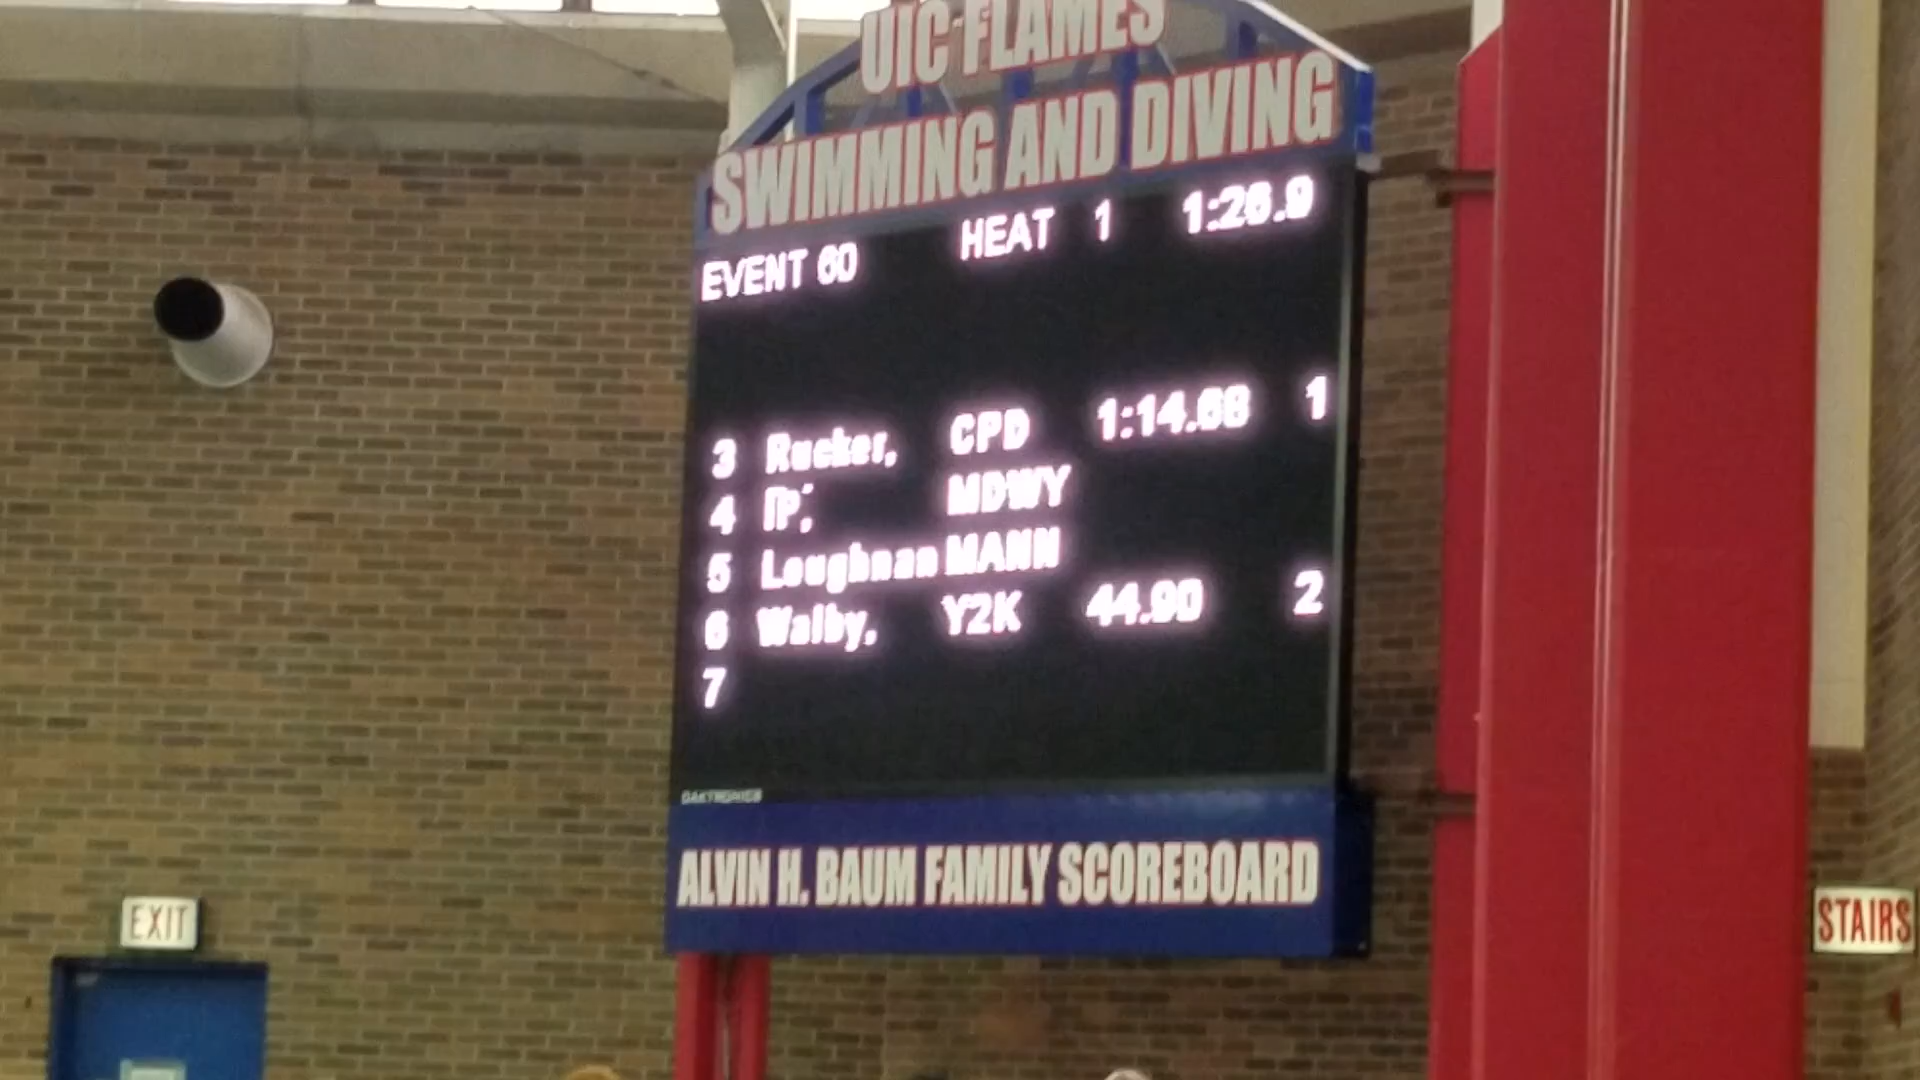 UIC FLAMES
SWIMMING AND DIVING
EVENT 60 HEAT 1 1:26.9
3 Rucker, CPD 1:14.68 1
4 MDWY
5 Loughnan MANN
6 Walby, Y2K 44.90 2
7
DAKTRONICS
ALVIN H. BAUM FAMILY SCOREBOARD
EXIT
STAIRS